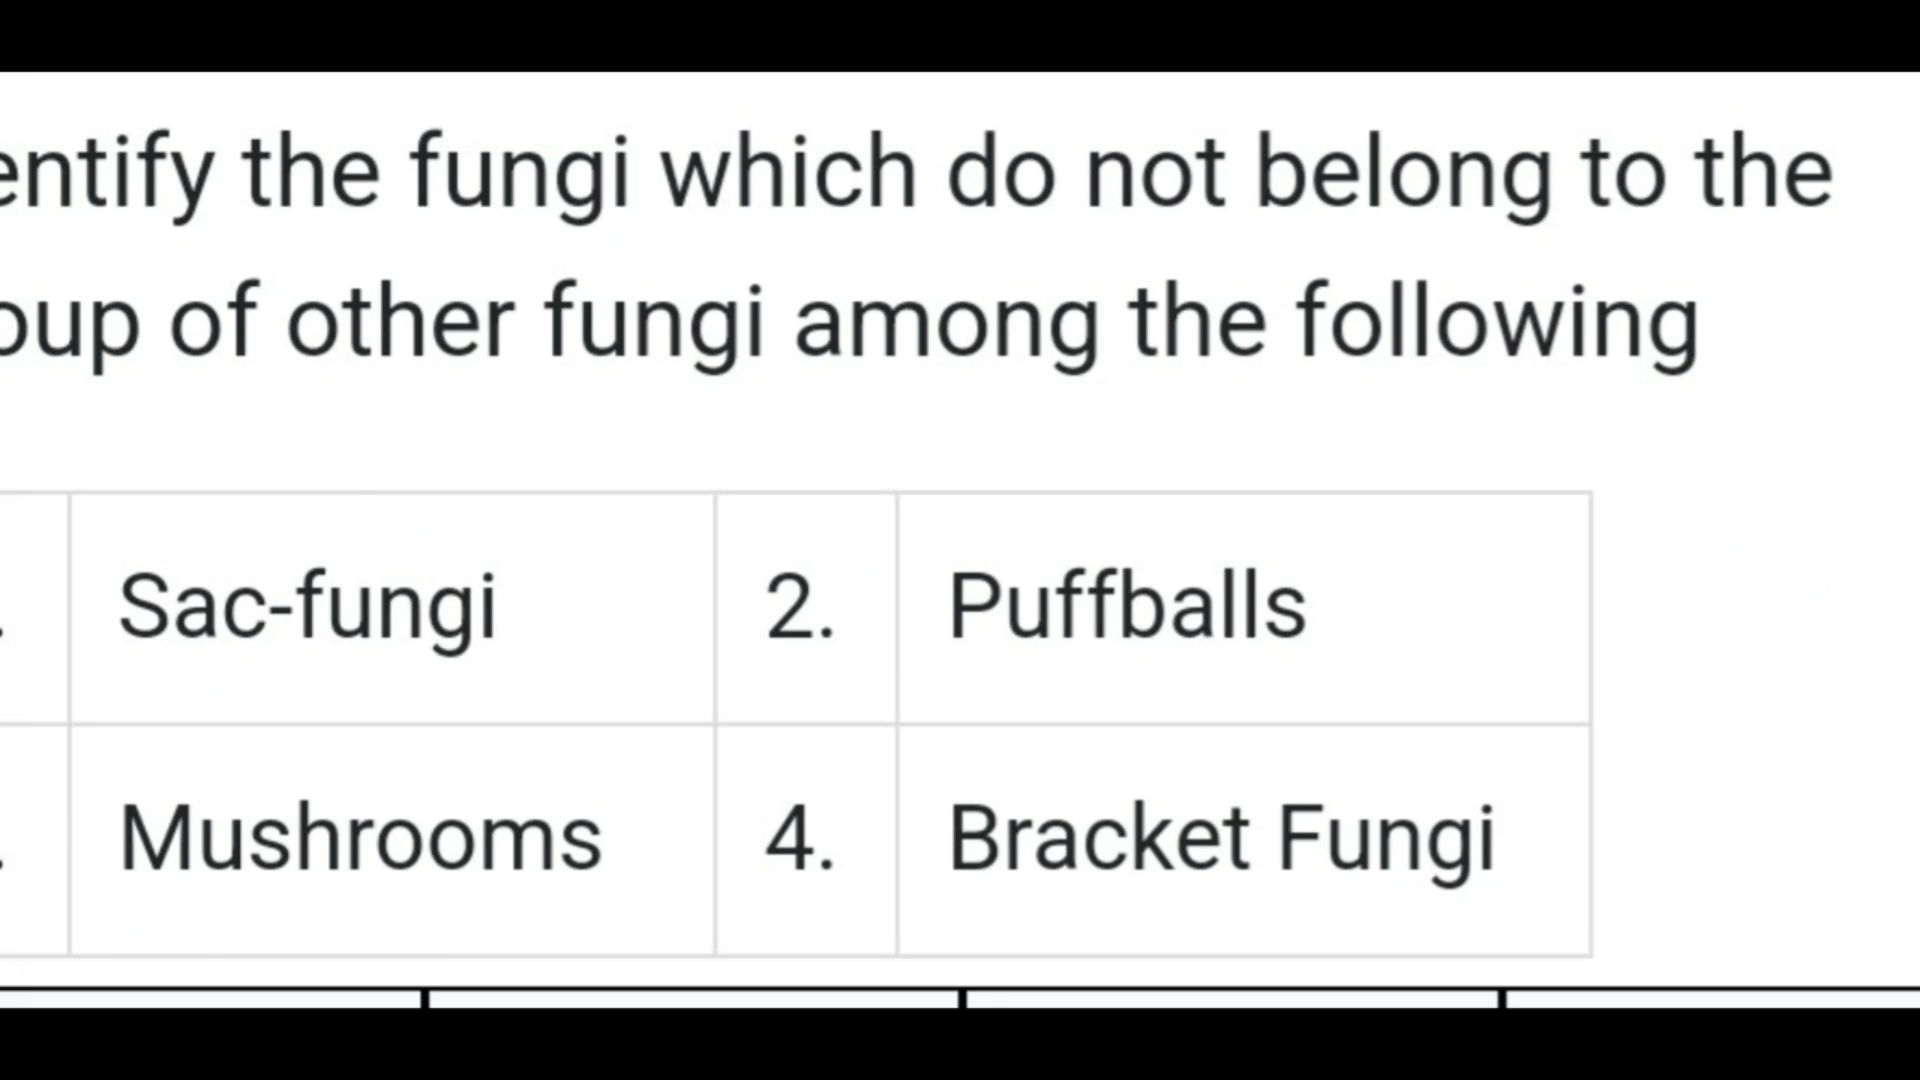 entify the fungi which do not belong to the
oup of other fungi among the following
. Sac-fungi 2. Puffballs
. Mushrooms 4. Bracket Fungi